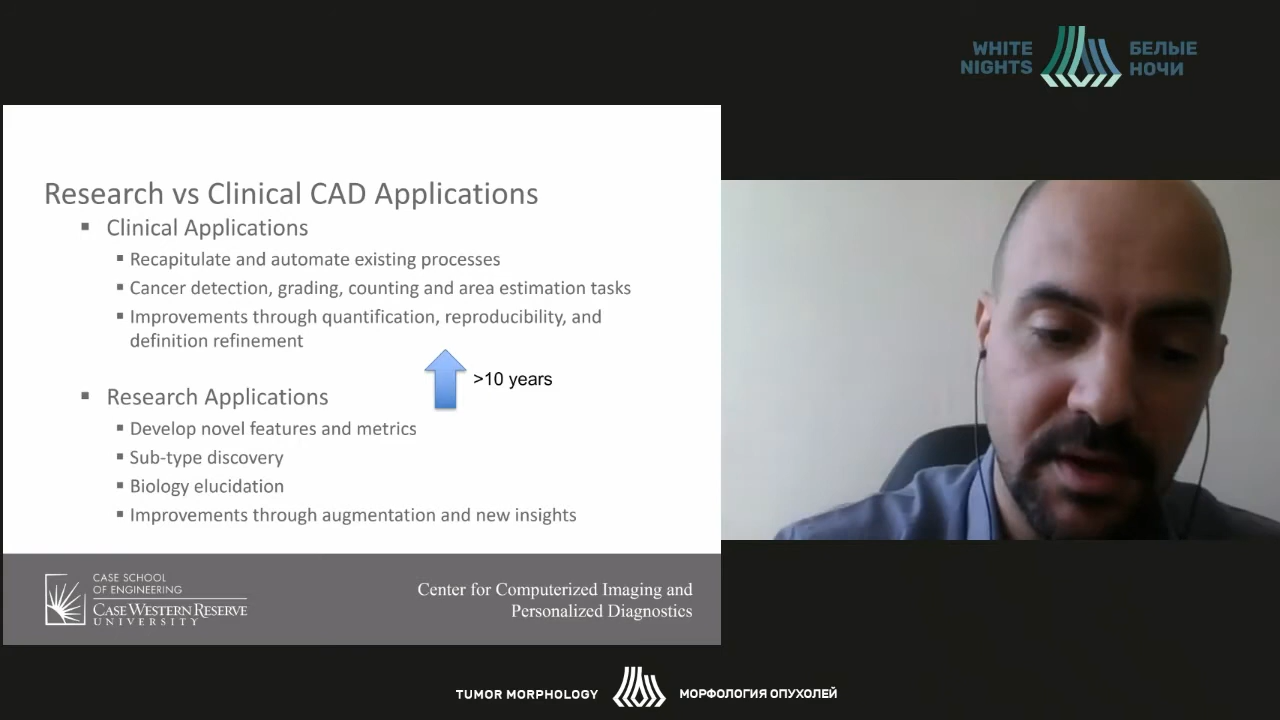 WHITE
NIGHTS
БЕЛЫЕ
НОЧИ
Research vs Clinical CAD Applications
▪ Clinical Applications
▪ Recapitulate and automate existing processes
▪ Cancer detection, grading, counting and area estimation tasks
▪ Improvements through quantification, reproducibility, and
definition refinement
>10 years
▪ Research Applications
▪ Develop novel features and metrics
▪ Sub-type discovery
▪ Biology elucidation
▪ Improvements through augmentation and new insights
CASE SCHOOL
OF ENGINEERING
CASE WESTERN RESERVE
UNIVERSITY
Center for Computerized Imaging and
Personalized Diagnostics
TUMOR MORPHOLOGY
МОРФОЛОГИЯ ОПУХОЛЕЙ